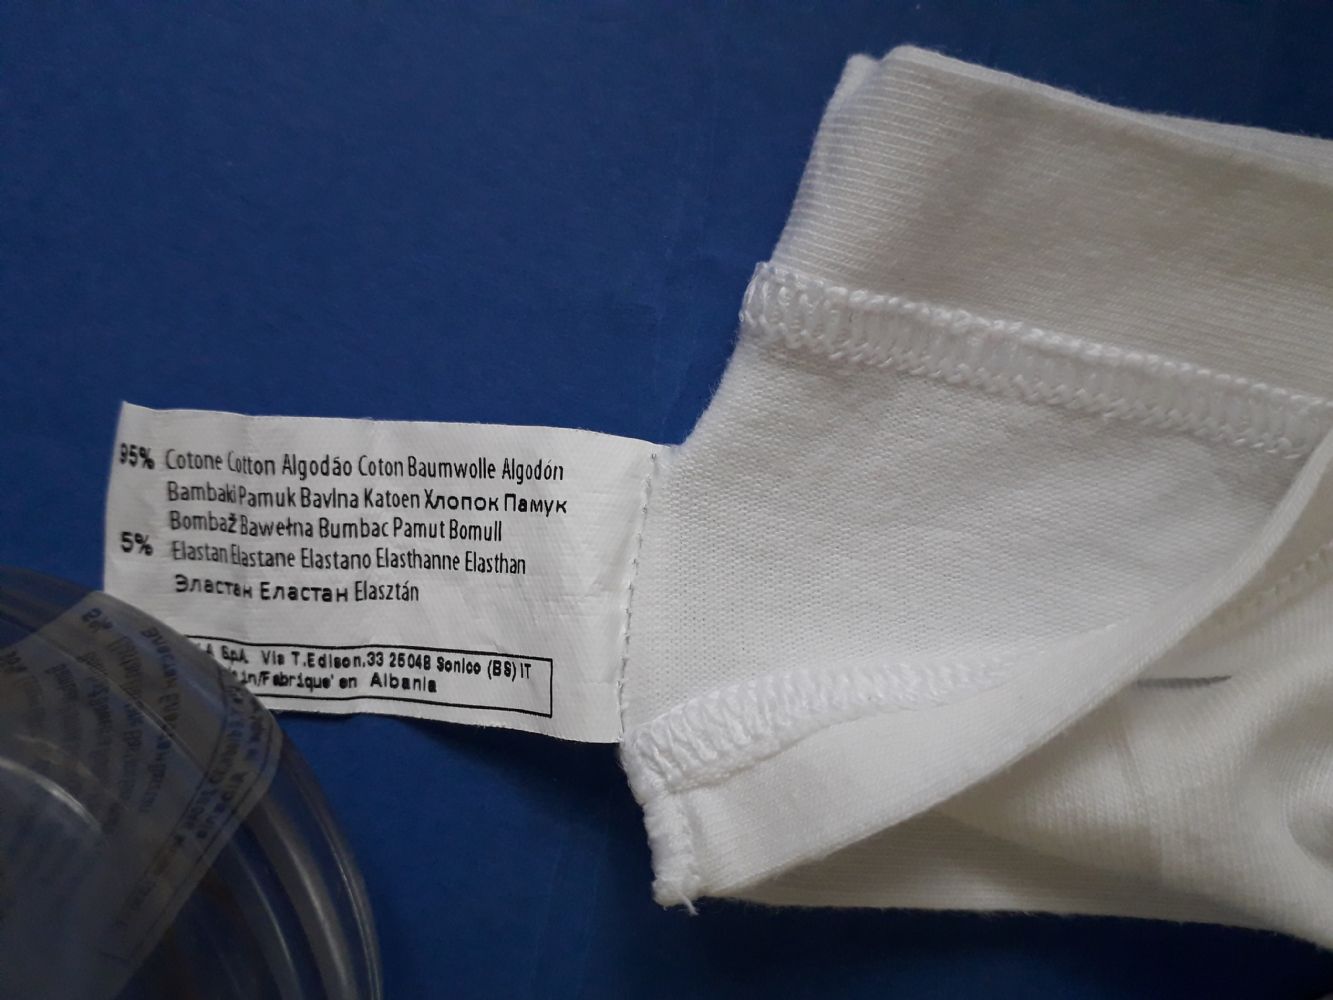 95% Cotone Cotton Algodão Coton Baumwolle Algodón
Bambaki Pamuk Bavlna Katoen Хлопок Памук
Bombaž Bawełna Bumbac Pamut Bomull
5% Elastan Elastane Elastano Elasthanne Elasthan
Эластан Еластан Elasztán
SpA. Via T.Edison,33 25048 Sonico (BS) IT
in/Fabrique' en Albania